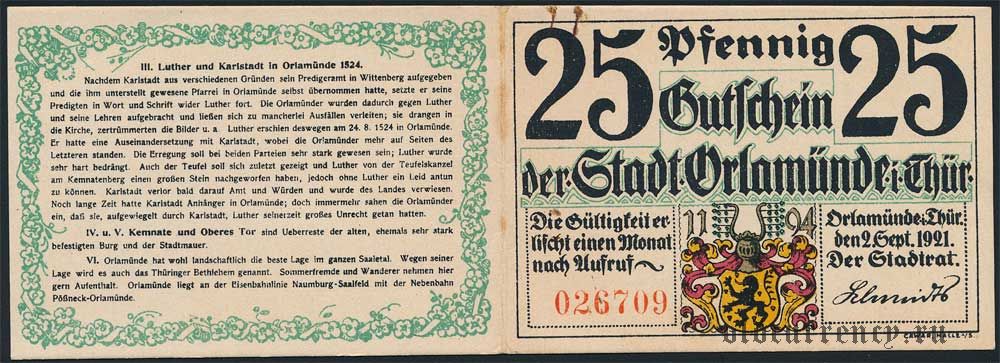 III. Luther und Karlstadt in Orlamünde 1524.
Nachdem Karlstadt aus verschiedenen Gründen sein Predigeramt in Wittenberg aufgegeben
und die ihm unterstellt gewesene Pfarrei in Orlamünde selbst übernommen hatte, setzte er seine
Predigten in Wort und Schrift wider Luther fort. Die Orlamünder wurden dadurch gegen Luther
und seine Lehren aufgebracht und ließen sich zu mancherlei Ausfällen verleiten; sie drangen in
die Kirche, zertrümmerten die Bilder u. a. Luther erschien deswegen am 24. 8. 1524 in Orlamünde.
Er hatte eine Auseinandersetzung mit Karlstadt, wobei die Orlamünder mehr auf Seiten des
Letzteren standen. Die Erregung soll bei beiden Parteien sehr stark gewesen sein; Luther wurde
sehr hart bedrängt. Auch der Teufel soll sich zuletzt gezeigt und Luther von der Teufelskanzel
am Kemnatenberg einen großen Stein nachgeworfen haben, jedoch ohne Luther ein Leid antun
zu können. Karlstadt verlor bald darauf Amt und Würden und wurde des Landes verwiesen.
Noch lange Zeit hatte Karlstadt Anhänger in Orlamünde; doch immermehr sahen die Orlamünder
ein, daß sie, aufgewiegelt durch Karlstadt, Luther seinerzeit großes Unrecht getan hatten.
IV. u. V. Kemnate und Oberes Tor sind Ueberreste der alten, ehemals sehr stark
befestigten Burg und der Stadtmauer.
VI. Orlamünde hat wohl landschaftlich die beste Lage im ganzen Saaletal. Wegen seiner
Lage wird es auch das Thüringer Bethlehem genannt. Sommerfremde und Wanderer nehmen hier
gern Aufenthalt. Orlamünde liegt an der Eisenbahnlinie Naumburg-Saalfeld mit der Nebenbahn
Pößneck-Orlamünde.
25 Pfennig 25
Gutschein
der Stadt Orlamünde i. Thür.
Die Gültigkeit er-
lischt einen Monat
nach Aufruf
026709
1194
Orlamünde i. Thür.
den 2. Sept. 1921.
Der Stadtrat.
Schmidt
oldcurrency.ru